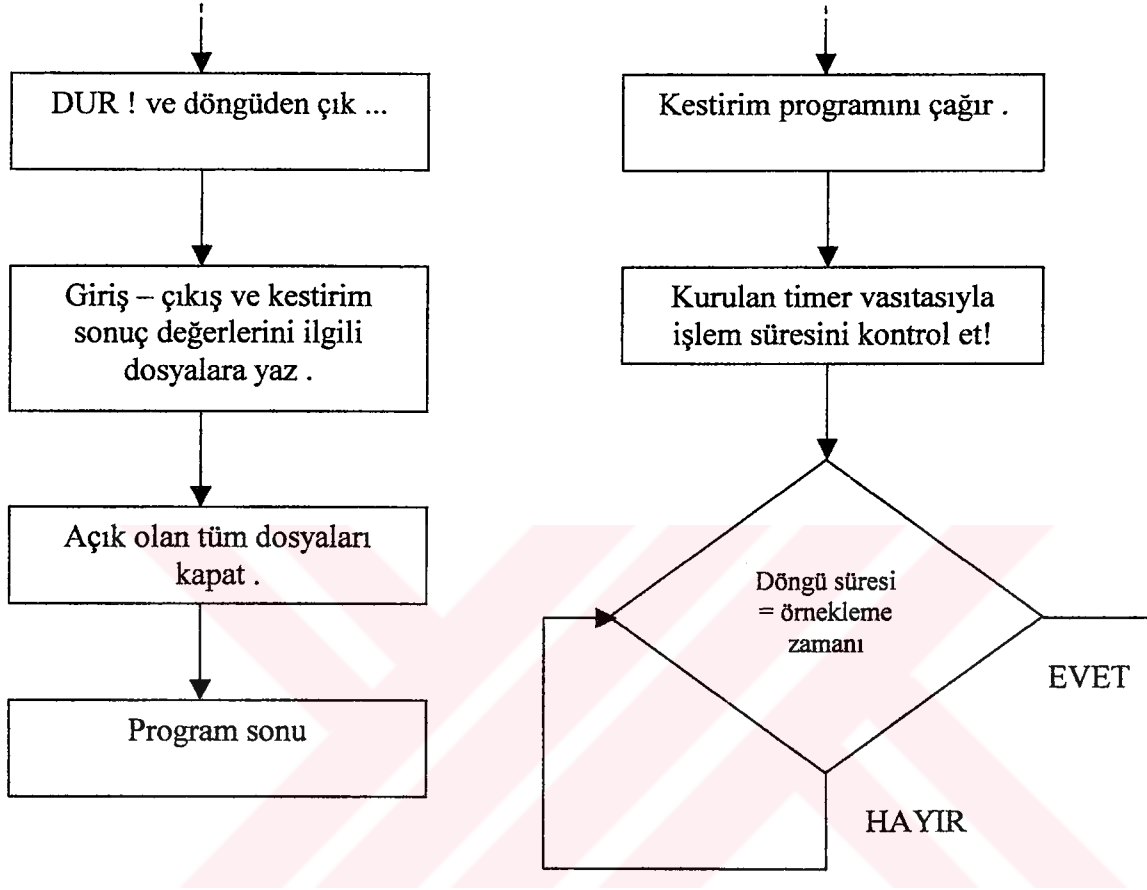 DUR ! ve döngüden çık ...
Giriş – çıkış ve kestirim
sonuç değerlerini ilgili
dosyalara yaz .
Açık olan tüm dosyaları
kapat .
Program sonu
Kestirim programını çağır .
Kurulan timer vasıtasıyla
işlem süresini kontrol et!
Döngü süresi
= örnekleme
zamanı
EVET
HAYIR